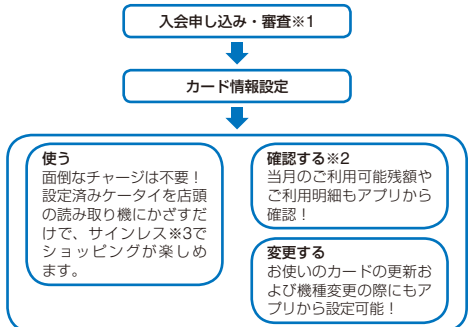 入会申し込み・審査※1
カード情報設定
使う
面倒なチャージは不要！
設定済みケータイを店頭
の読み取り機にかざすだ
けで、サインレス※3で
ショッピングが楽しめ
ます。
確認する※2
当月のご利用可能残額や
ご利用明細もアプリから
確認！
変更する
お使いのカードの更新お
よび機種変更の際にもア
プリから設定可能！